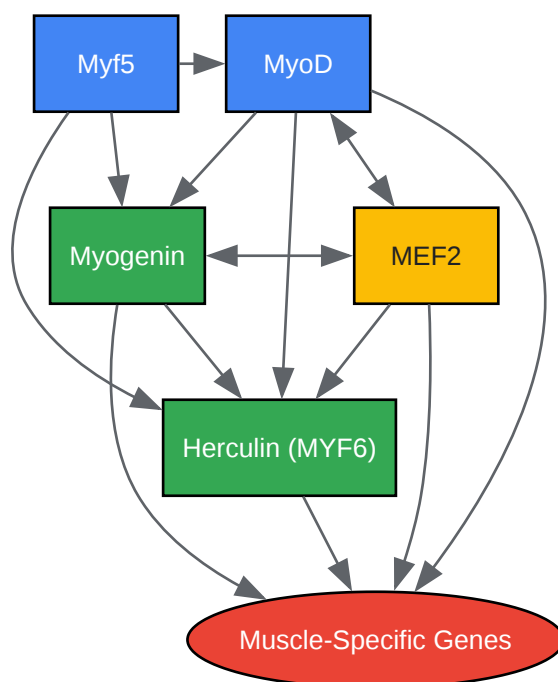 Myf5
MyoD
Myogenin
MEF2
Herculin (MYF6)
Muscle-Specific Genes